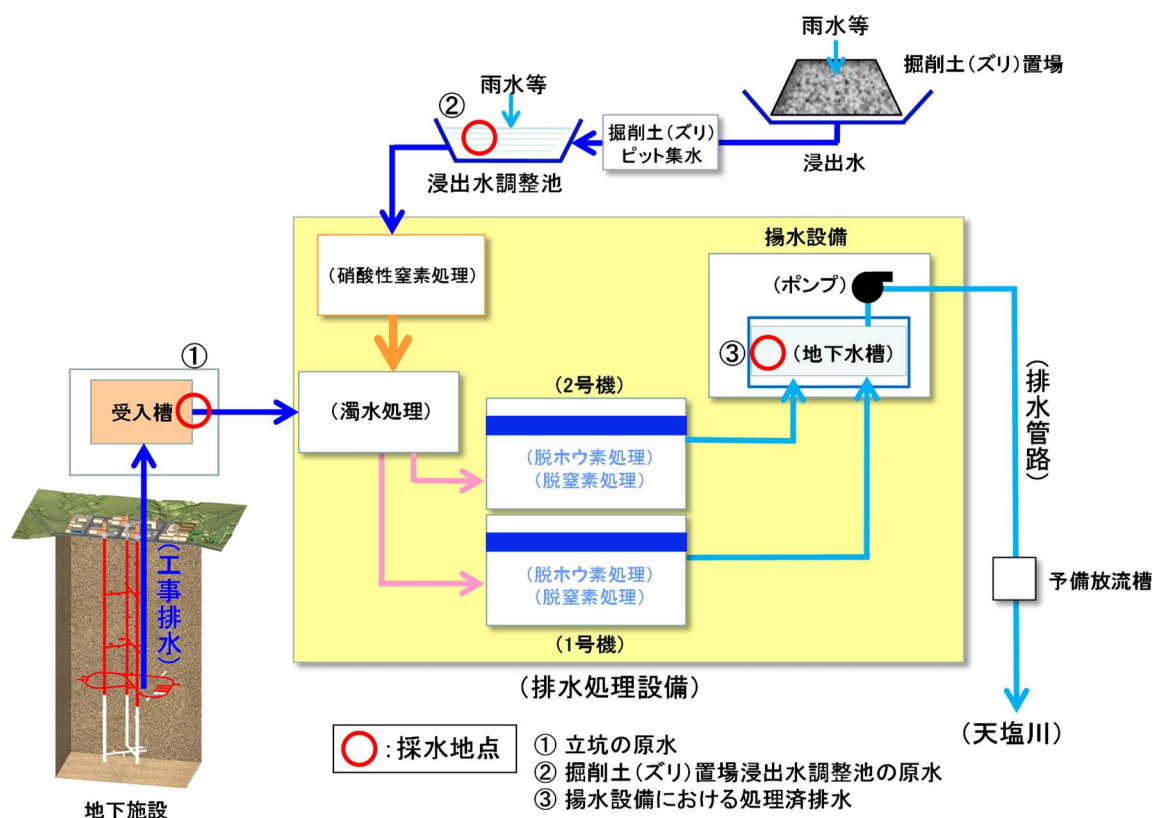 雨水等
掘削土(ズリ)置場
雨水等
②
掘削土(ズリ)
ピット集水
浸出水
浸出水調整池
揚水設備
(硝酸性窒素処理)
(ポンプ)
①
③
(地下水槽)
受入槽
(濁水処理)
(2号機)
(脱ホウ素処理)
(脱窒素処理)
(排水管路)
(工事排水)
(脱ホウ素処理)
(脱窒素処理)
予備放流槽
(1号機)
(排水処理設備)
(天塩川)
:採水地点
① 立坑の原水
② 掘削土(ズリ)置場浸出水調整池の原水
③ 揚水設備における処理済排水
地下施設